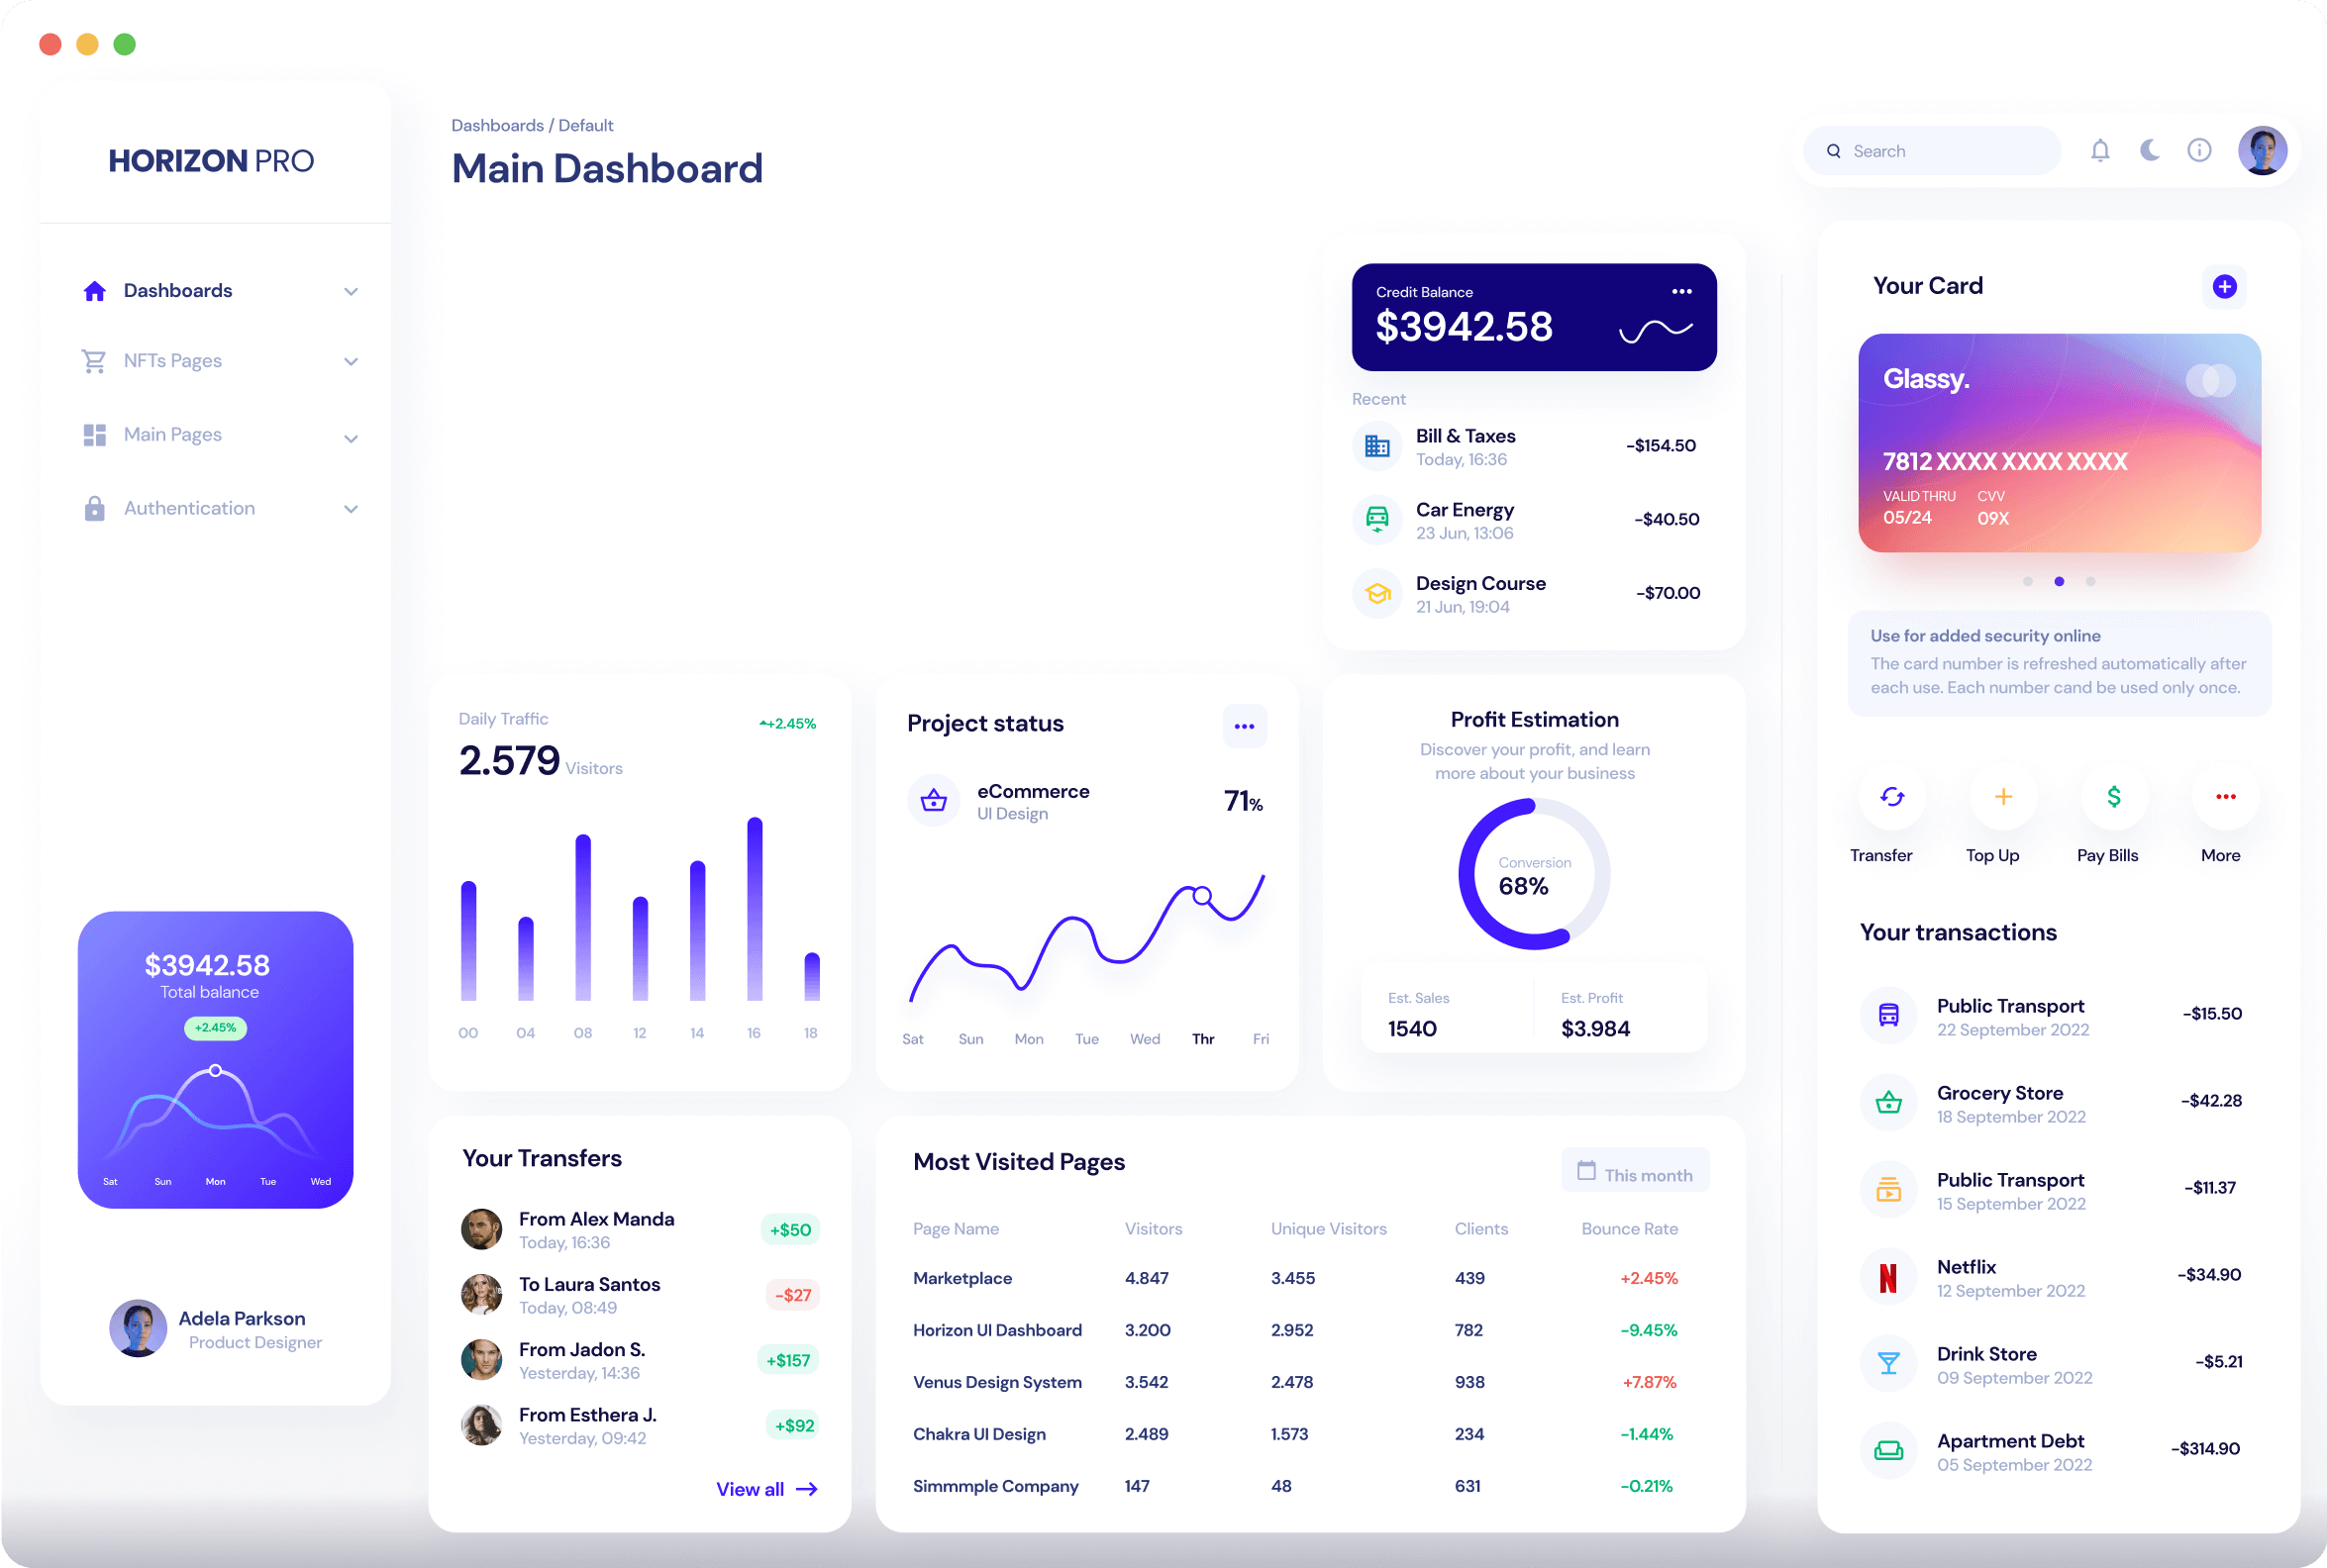 HORIZON PRO
Dashboards
NFTs Pages
Main Pages
Authentication
$3942.58
Total balance
+2.45%
Sat Sun Mon Tue Wed
Adela Parkson
Product Designer
Dashboards / Default
Main Dashboard
Search
Credit Balance
$3942.58
Recent
Bill & Taxes
Today, 16:36
-$154.50
Car Energy
23 Jun, 13:06
-$40.50
Design Course
21 Jun, 19:04
-$70.00
Daily Traffic
+2.45%
2.579 Visitors
00 04 08 12 14 16 18
Project status
eCommerce
UI Design
71%
Sat Sun Mon Tue Wed Thr Fri
Profit Estimation
Discover your profit, and learn
more about your business
Conversion
68%
Est. Sales
1540
Est. Profit
$3.984
Your Transfers
From Alex Manda
Today, 16:36
+$50
To Laura Santos
Today, 08:49
-$27
From Jadon S.
Yesterday, 14:36
+$157
From Esthera J.
Yesterday, 09:42
+$92
View all
Most Visited Pages
This month
Page Name Visitors Unique Visitors Clients Bounce Rate
Marketplace 4.847 3.455 439 +2.45%
Horizon UI Dashboard 3.200 2.952 782 -9.45%
Venus Design System 3.542 2.478 938 +7.87%
Chakra UI Design 2.489 1.573 234 -1.44%
Simmmple Company 147 48 631 -0.21%
Your Card
Glassy.
7812 XXXX XXXX XXXX
VALID THRU CVV
05/24 09X
Use for added security online
The card number is refreshed automatically after
each use. Each number cand be used only once.
Transfer Top Up Pay Bills More
Your transactions
Public Transport
22 September 2022
-$15.50
Grocery Store
18 September 2022
-$42.28
Public Transport
15 September 2022
-$11.37
Netflix
12 September 2022
-$34.90
Drink Store
09 September 2022
-$5.21
Apartment Debt
05 September 2022
-$314.90